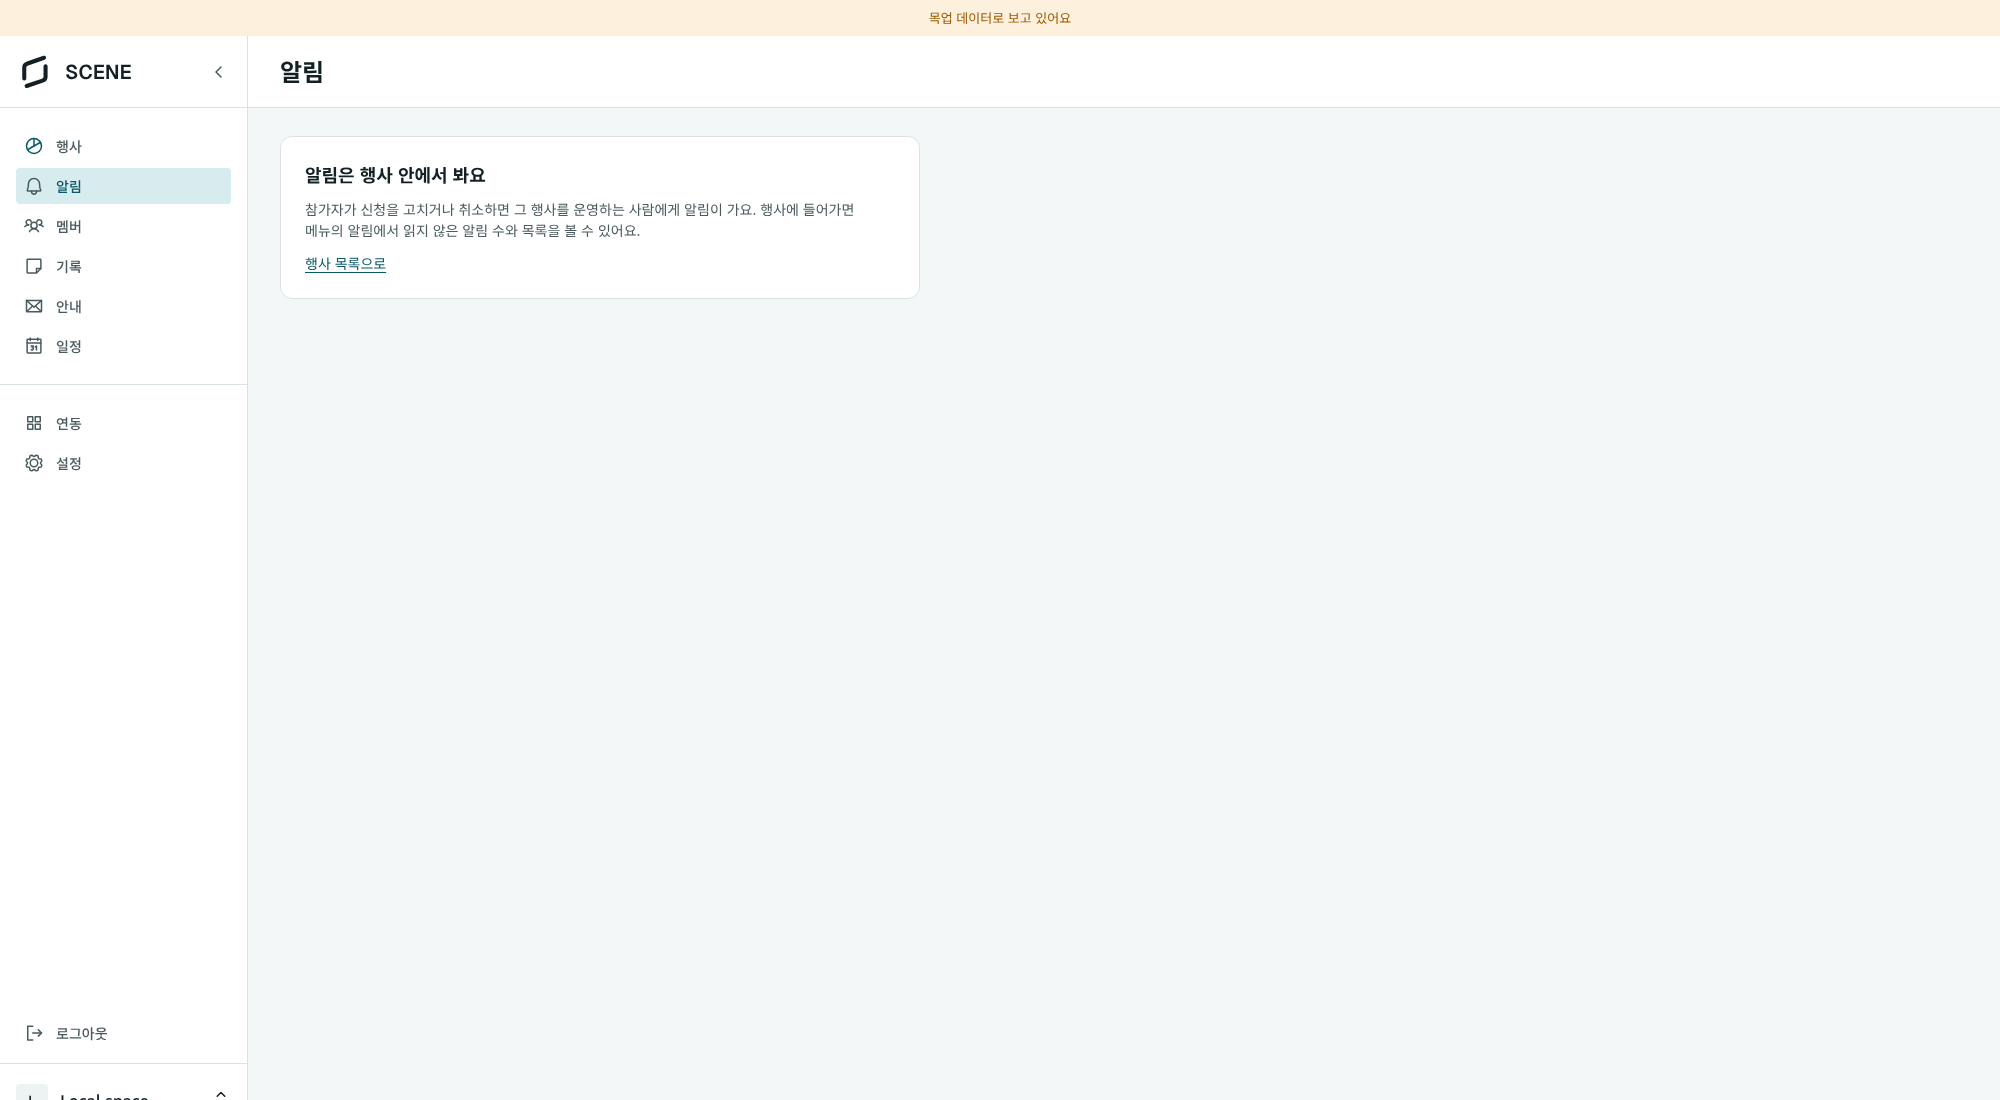 목업 데이터로 보고 있어요
SCENE
알림
행사
알림
멤버
기록
안내
31
일정
연동
설정
알림은 행사 안에서 봐요
참가자가 신청을 고치거나 취소하면 그 행사를 운영하는 사람에게 알림이 가요. 행사에 들어가면
메뉴의 알림에서 읽지 않은 알림 수와 목록을 볼 수 있어요.
행사 목록으로
로그아웃
L Local space